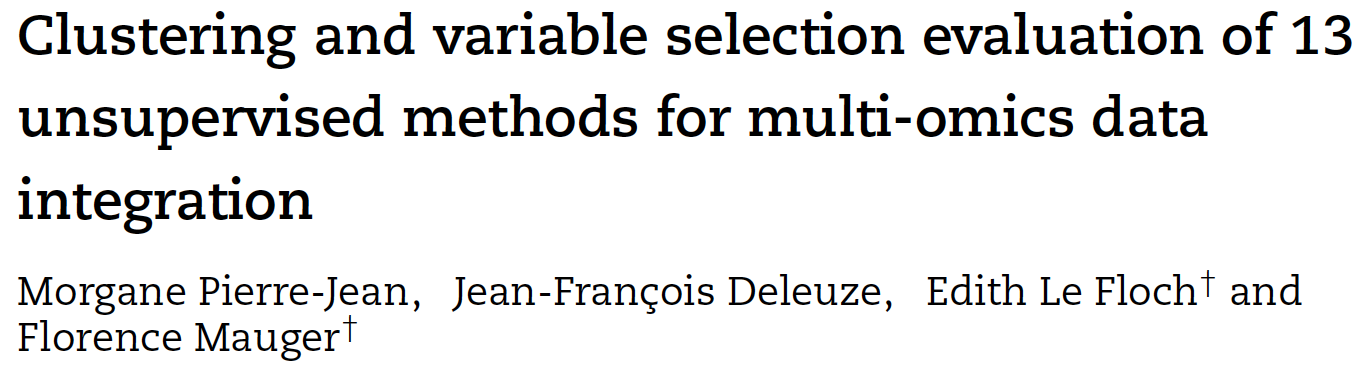 Clustering and variable selection evaluation of 13
unsupervised methods for multi-omics data
integration
Morgane Pierre-Jean, Jean-François Deleuze, Edith Le Floch† and
Florence Mauger†